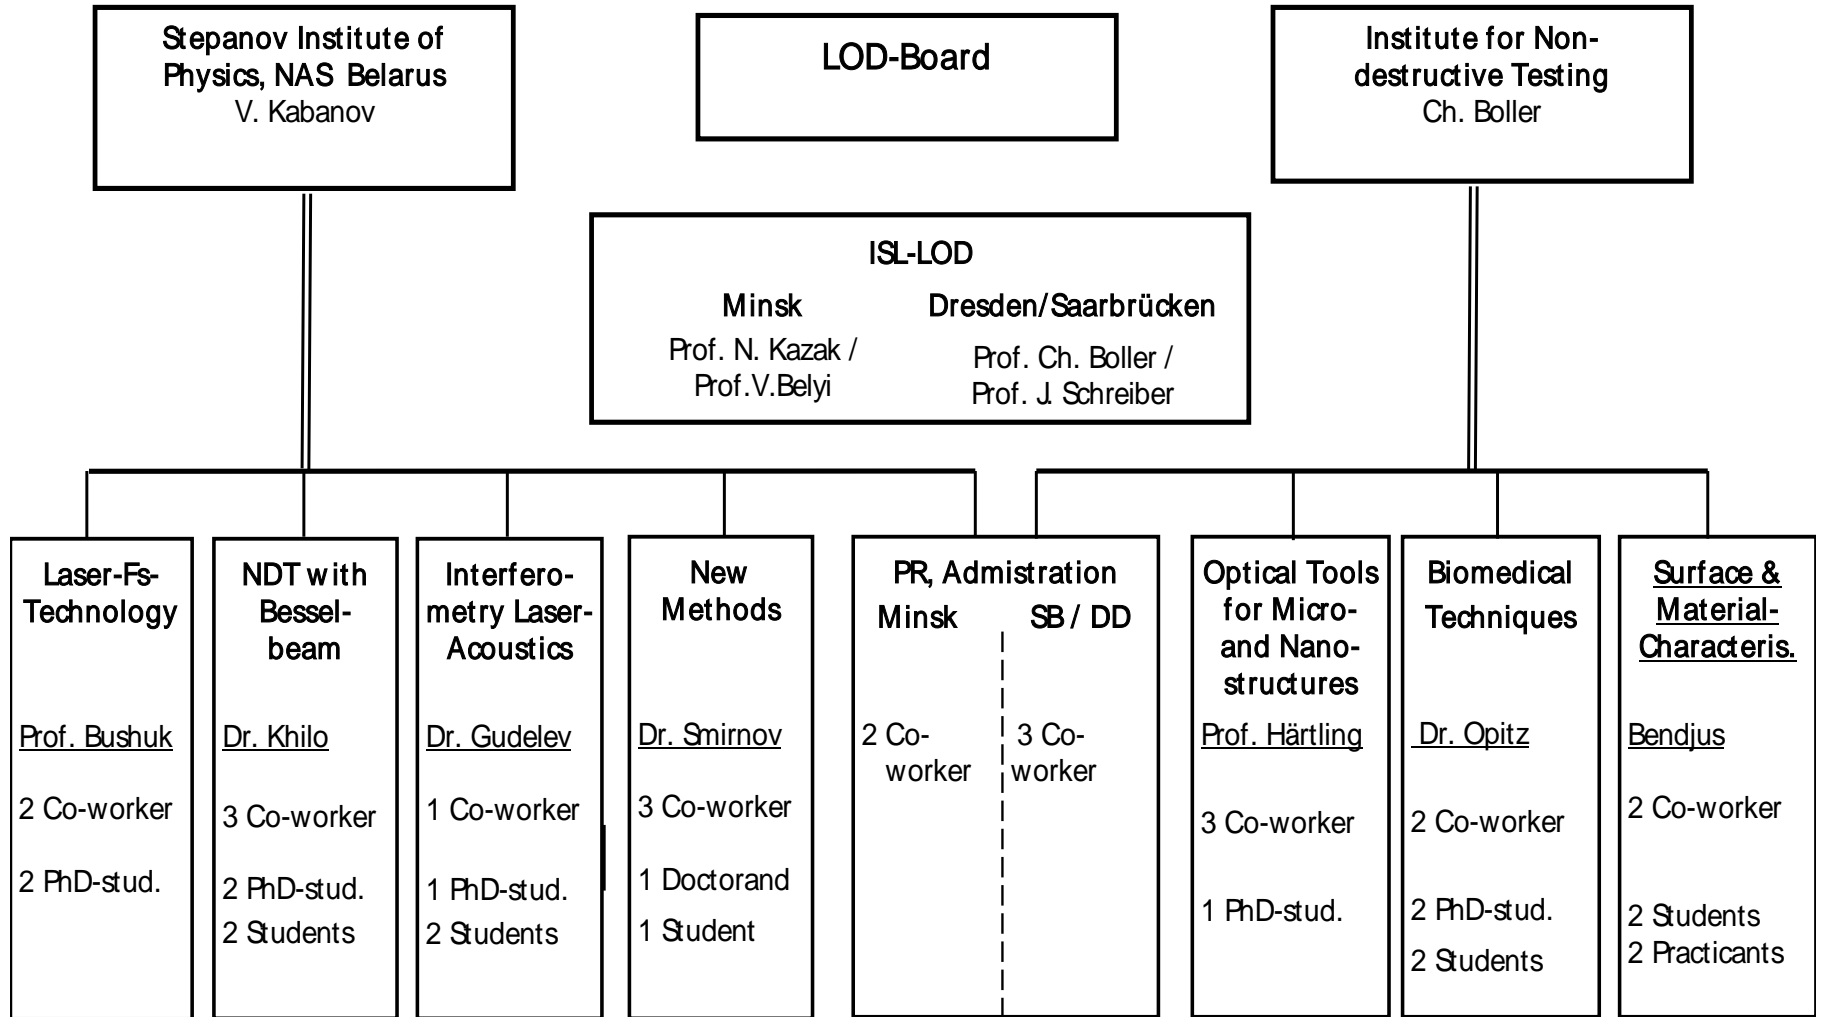 Stepanov Institute of
Physics, NAS Belarus
V. Kabanov
LOD-Board
Institute for Non-
destructive Testing
Ch. Boller
ISL-LOD
Minsk
Prof. N. Kazak /
Prof.V.Belyi
Dresden/Saarbrücken
Prof. Ch. Boller /
Prof. J. Schreiber
Laser-Fs-
Technology
Prof. Bushuk
2 Co-worker
2 PhD-stud.
NDT with
Bessel-
beam
Dr. Khilo
3 Co-worker
2 PhD-stud.
2 Students
Interfero-
metry Laser-
Acoustics
Dr. Gudelev
1 Co-worker
1 PhD-stud.
2 Students
New
Methods
Dr. Smirnov
3 Co-worker
1 Doctorand
1 Student
PR, Admistration
Minsk
2 Co-
worker
SB / DD
3 Co-
worker
Optical Tools
for Micro-
and Nano-
structures
Prof. Härtling
3 Co-worker
1 PhD-stud.
Biomedical
Techniques
Dr. Opitz
2 Co-worker
2 PhD-stud.
2 Students
Surface &
Material-
Characteris.
Bendjus
2 Co-worker
2 Students
2 Practicants